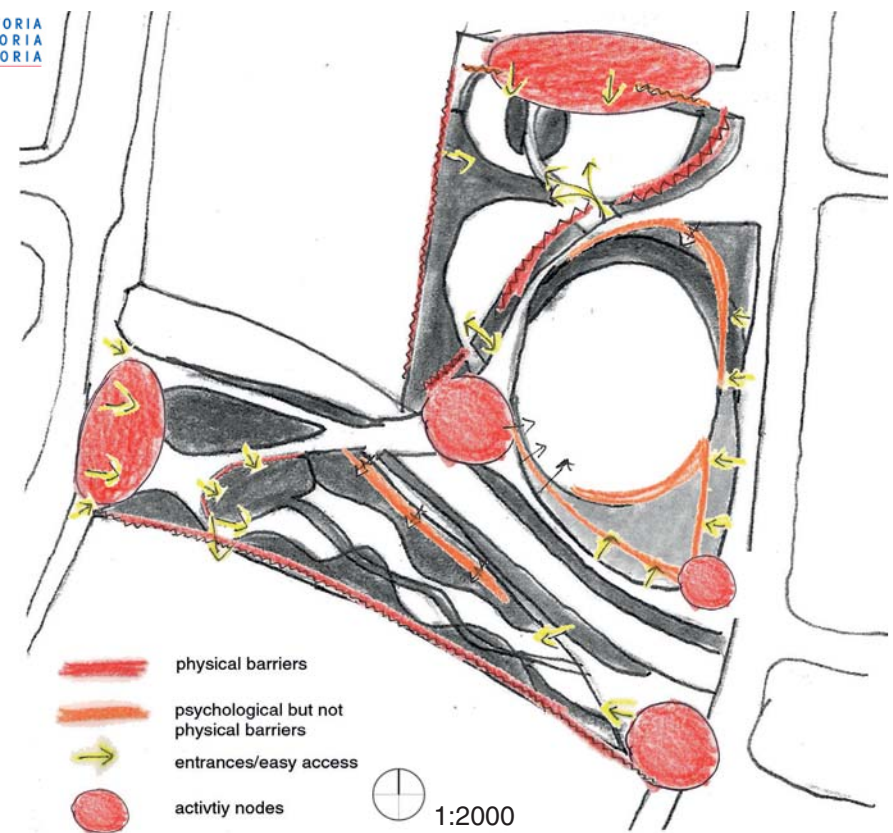 ORIA
ORIA
ORIA
physical barriers
psychological but not
physical barriers
entrances/easy access
activtiy nodes
1:2000